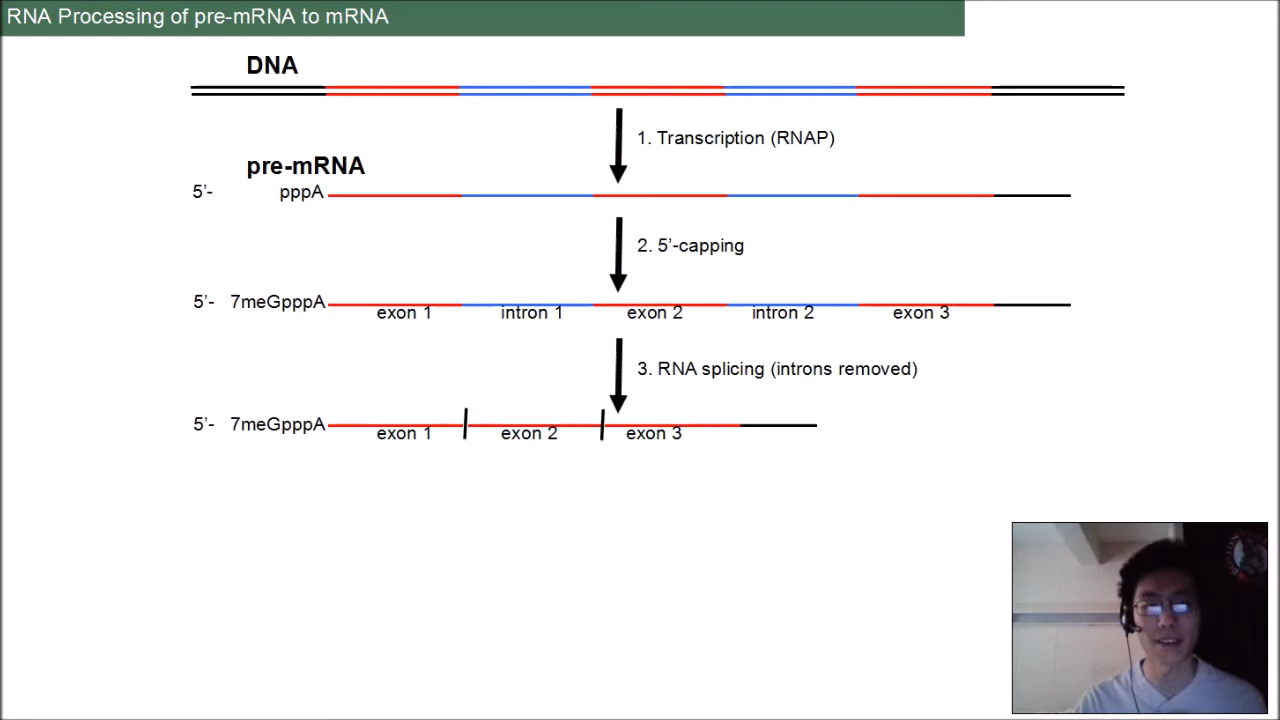 RNA Processing of pre-mRNA to mRNA
DNA
1. Transcription (RNAP)
pre-mRNA
5’- pppA
2. 5’-capping
5’- 7meGpppA
exon 1 intron 1 exon 2 intron 2 exon 3
3. RNA splicing (introns removed)
5’- 7meGpppA
exon 1 exon 2 exon 3